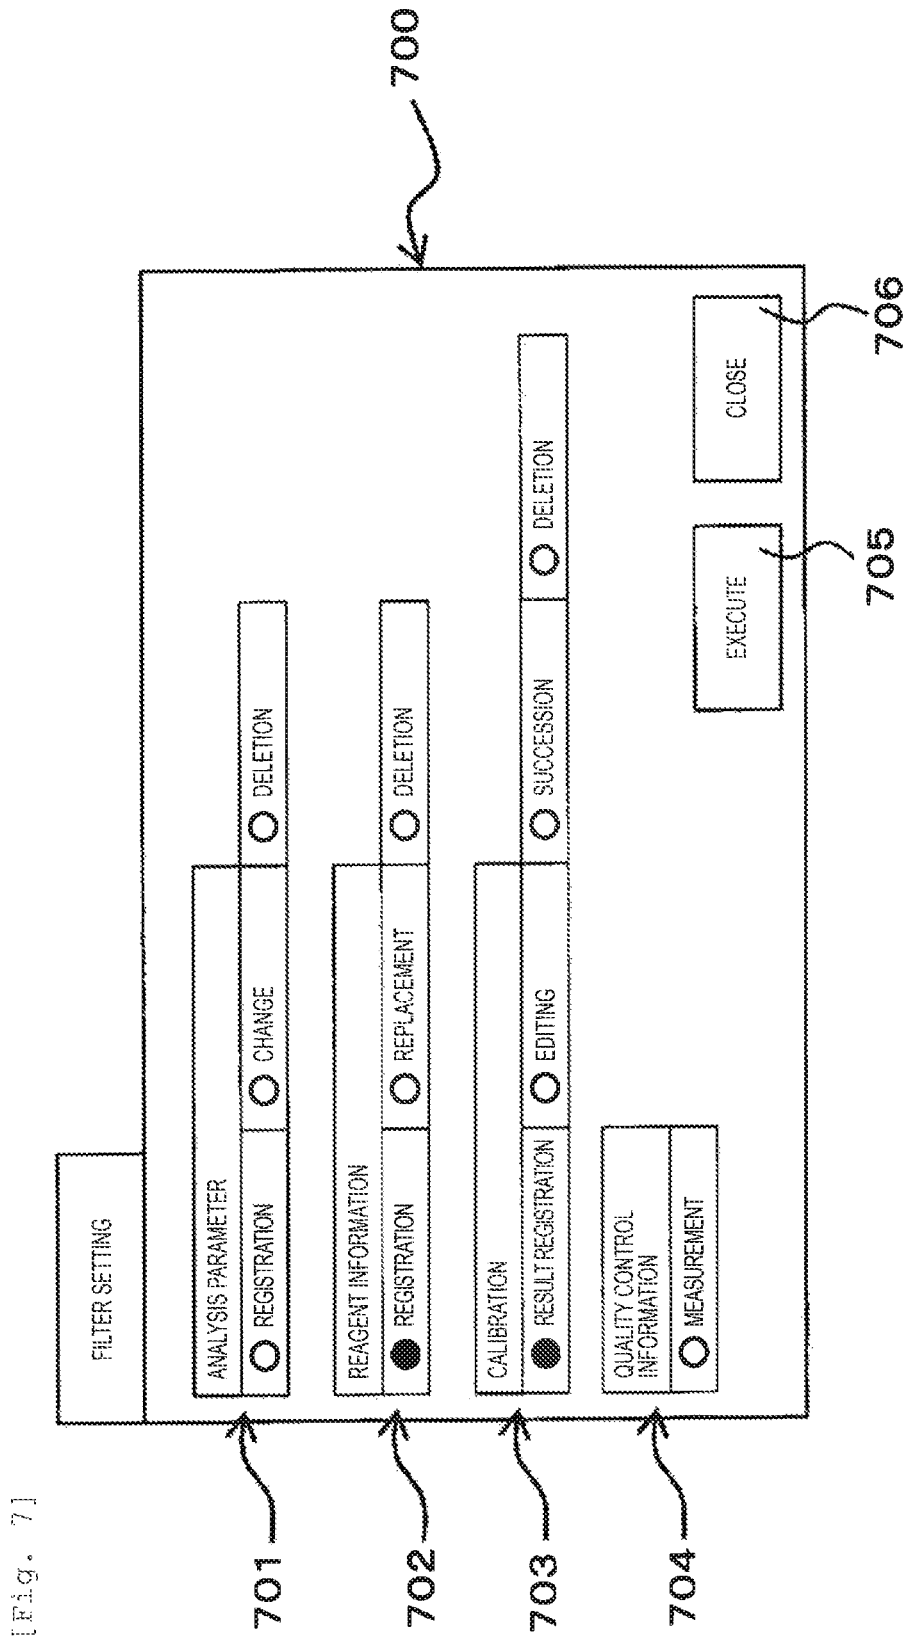 [Fig. 7]
FILTER SETTING
700
701
ANALYSIS PARAMETER
REGISTRATION
CHANGE
DELETION
702
REAGENT INFORMATION
REGISTRATION
REPLACEMENT
DELETION
703
CALIBRATION
RESULT REGISTRATION
EDITING
SUCCESSION
DELETION
704
QUALITY CONTROL
INFORMATION
MEASUREMENT
EXECUTE
CLOSE
705
706